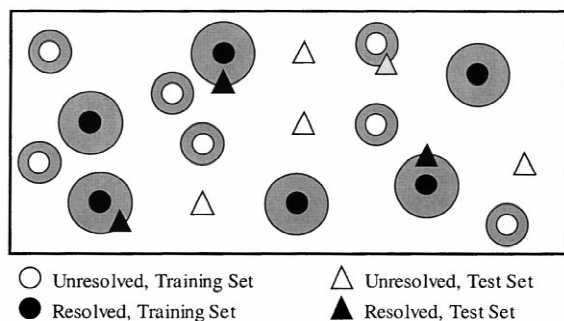 Unresolved, Training Set
Unresolved, Test Set
Resolved, Training Set
Resolved, Test Set